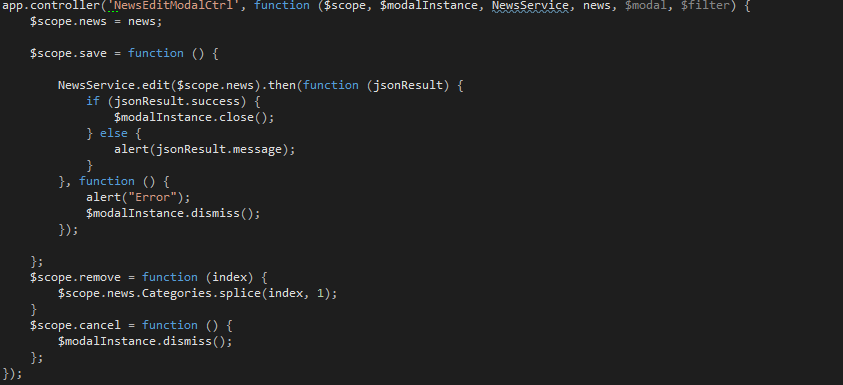 app.controller('NewsEditModalCtrl', function ($scope, $modalInstance, NewsService, news, $modal, $filter) {
    $scope.news = news;
    $scope.save = function () {
        NewsService.edit($scope.news).then(function (jsonResult) {
            if (jsonResult.success) {
                $modalInstance.close();
            } else {
                alert(jsonResult.message);
            }
        }, function () {
            alert("Error");
            $modalInstance.dismiss();
        });
    };
    $scope.remove = function (index) {
        $scope.news.Categories.splice(index, 1);
    }
    $scope.cancel = function () {
        $modalInstance.dismiss();
    };
});